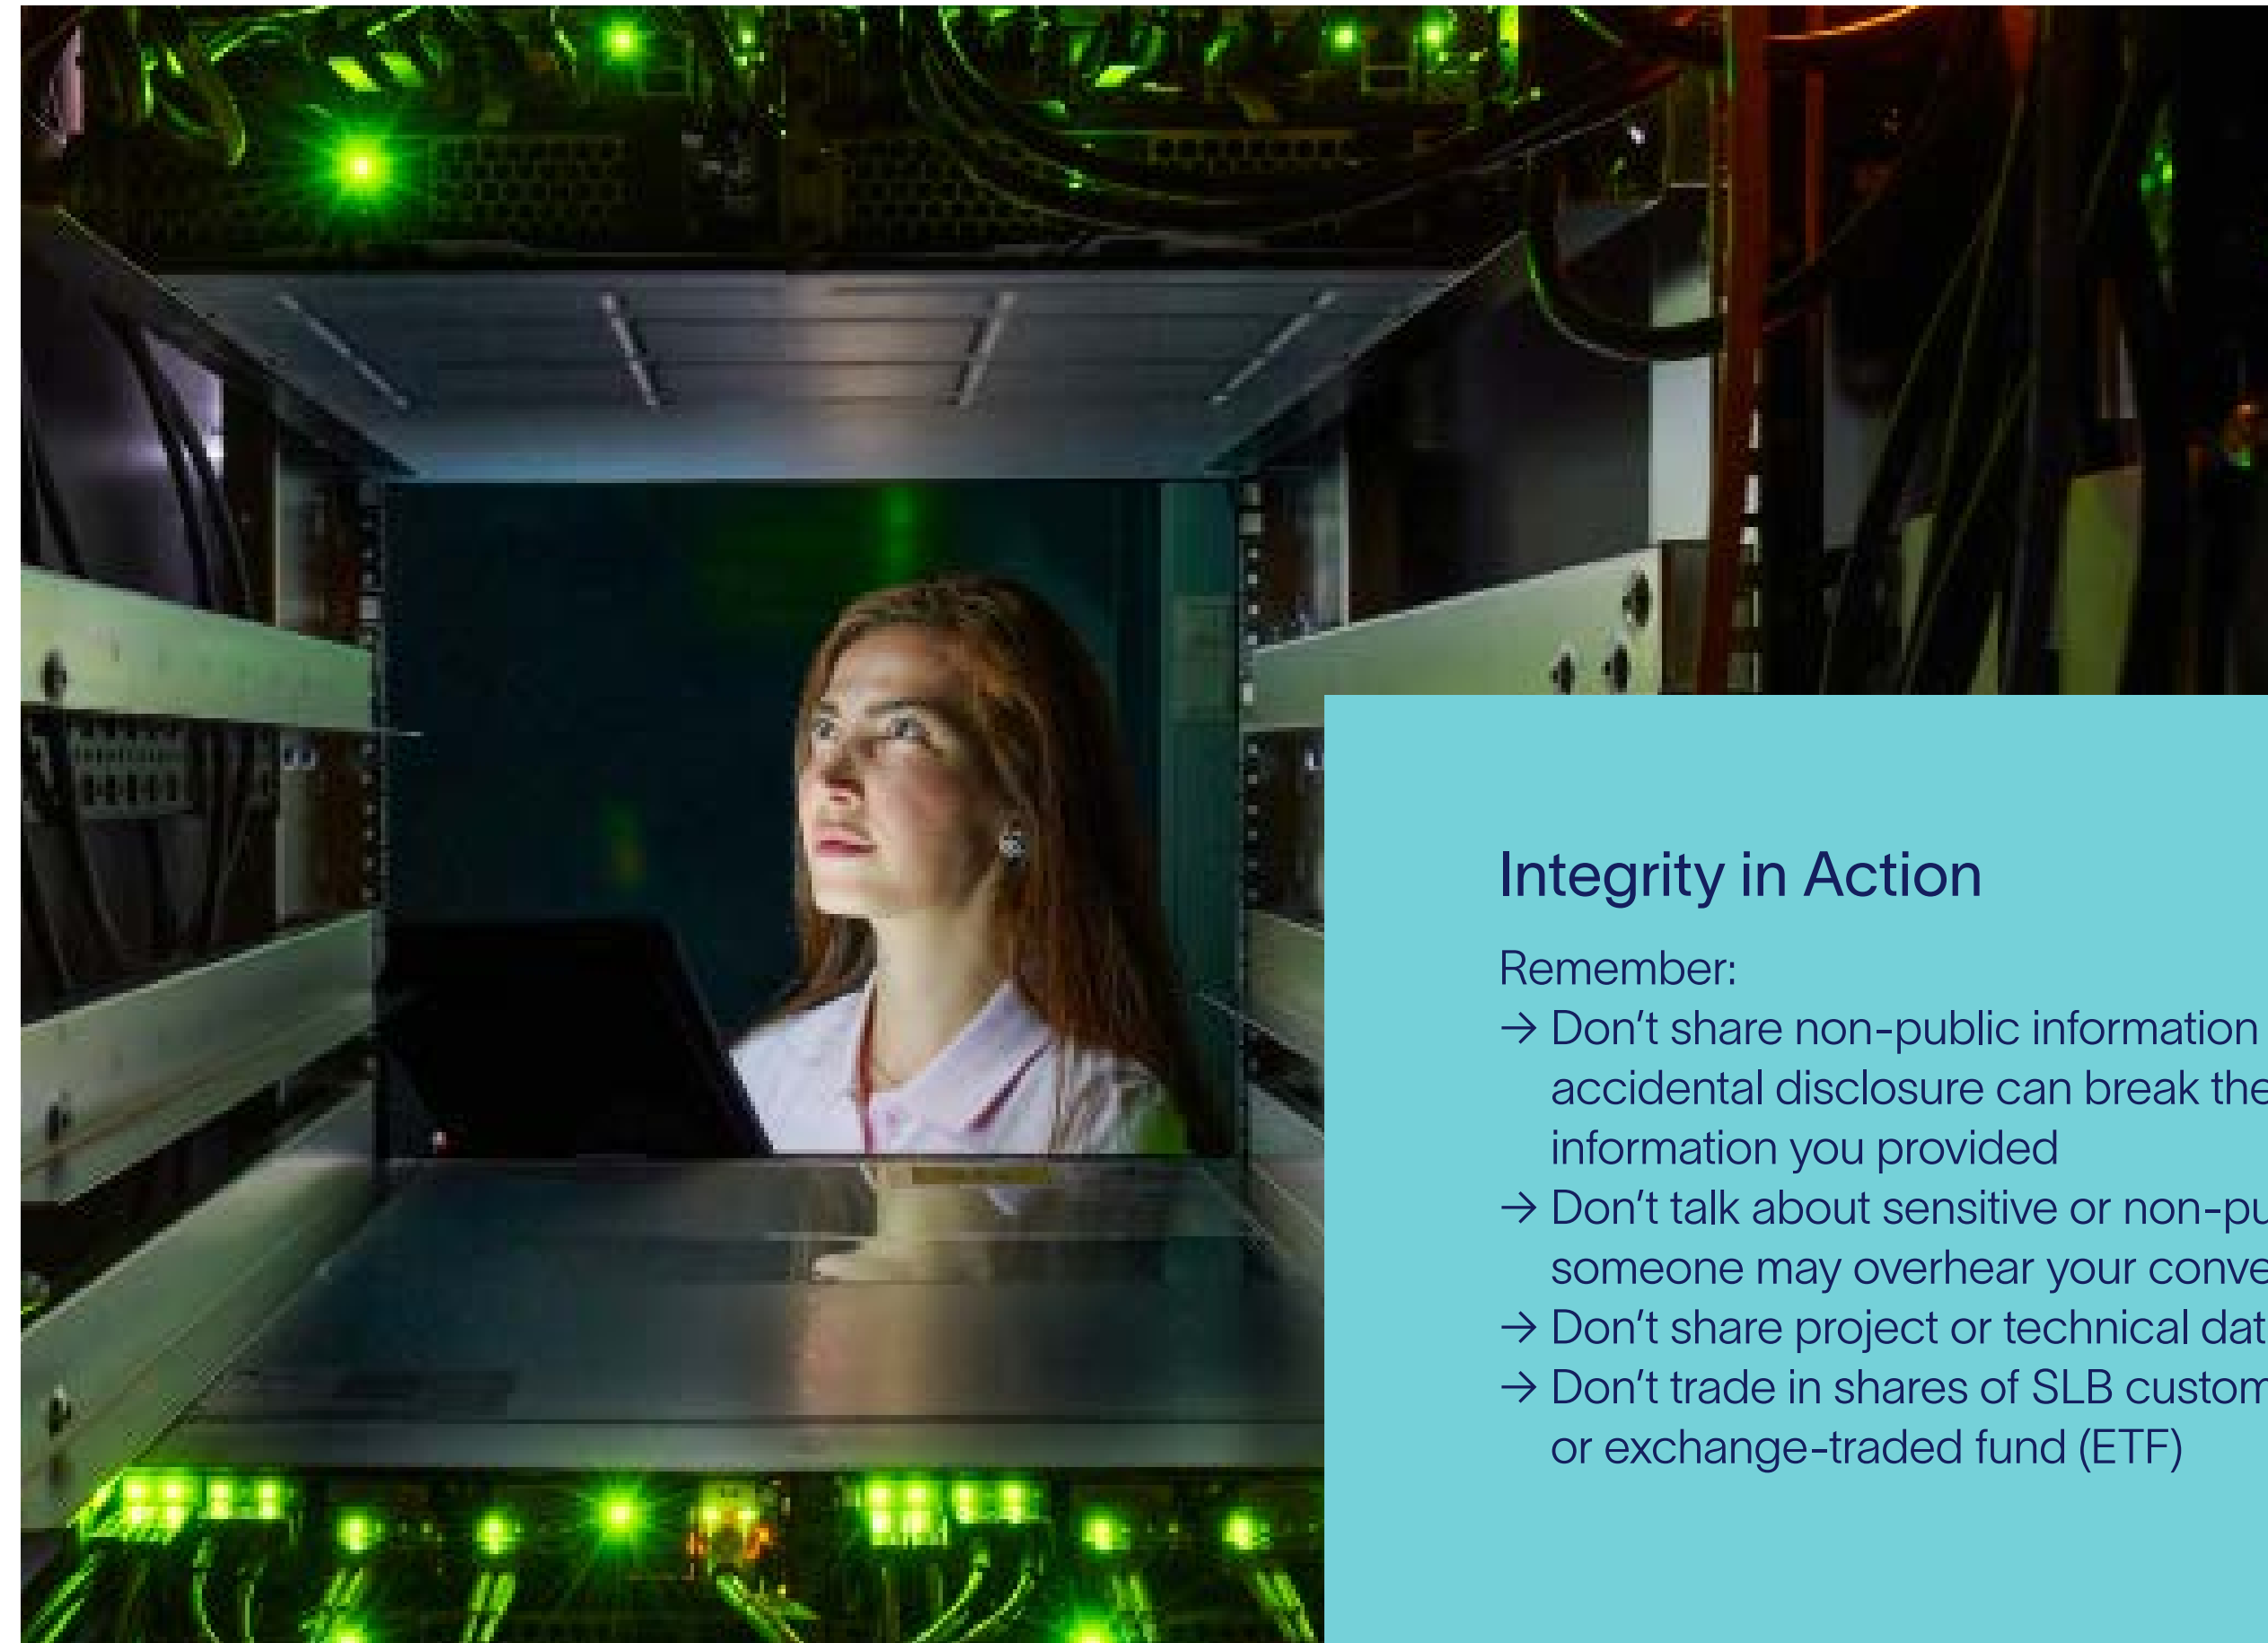 Integrity in Action
Remember:
→ Don't share non-public information
accidental disclosure can break the
information you provided
→ Don't talk about sensitive or non-pu
someone may overhear your conve
→ Don't share project or technical dat
→ Don't trade in shares of SLB custom
or exchange-traded fund (ETF)